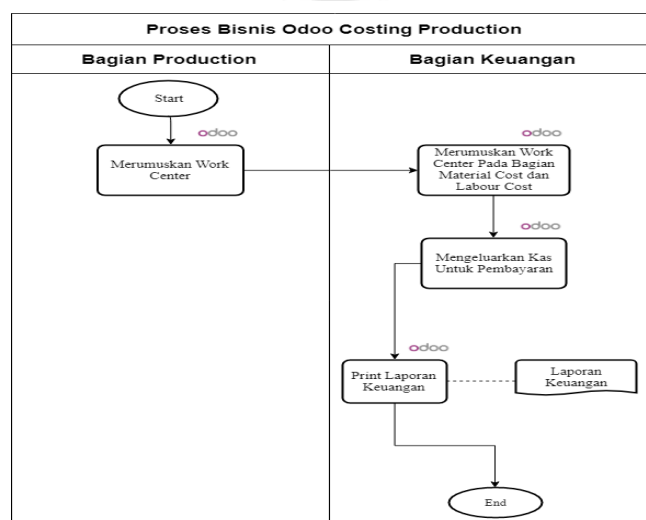 Proses Bisnis Odoo Costing Production
Bagian Production
Bagian Keuangan
Start
odoo
Merumuskan Work
Center
odoo
Merumuskan Work
Center Pada Bagian
Material Cost dan
Labour Cost
odoo
Mengeluarkan Kas
Untuk Pembayaran
odoo
Print Laporan
Keuangan
Laporan
Keuangan
End